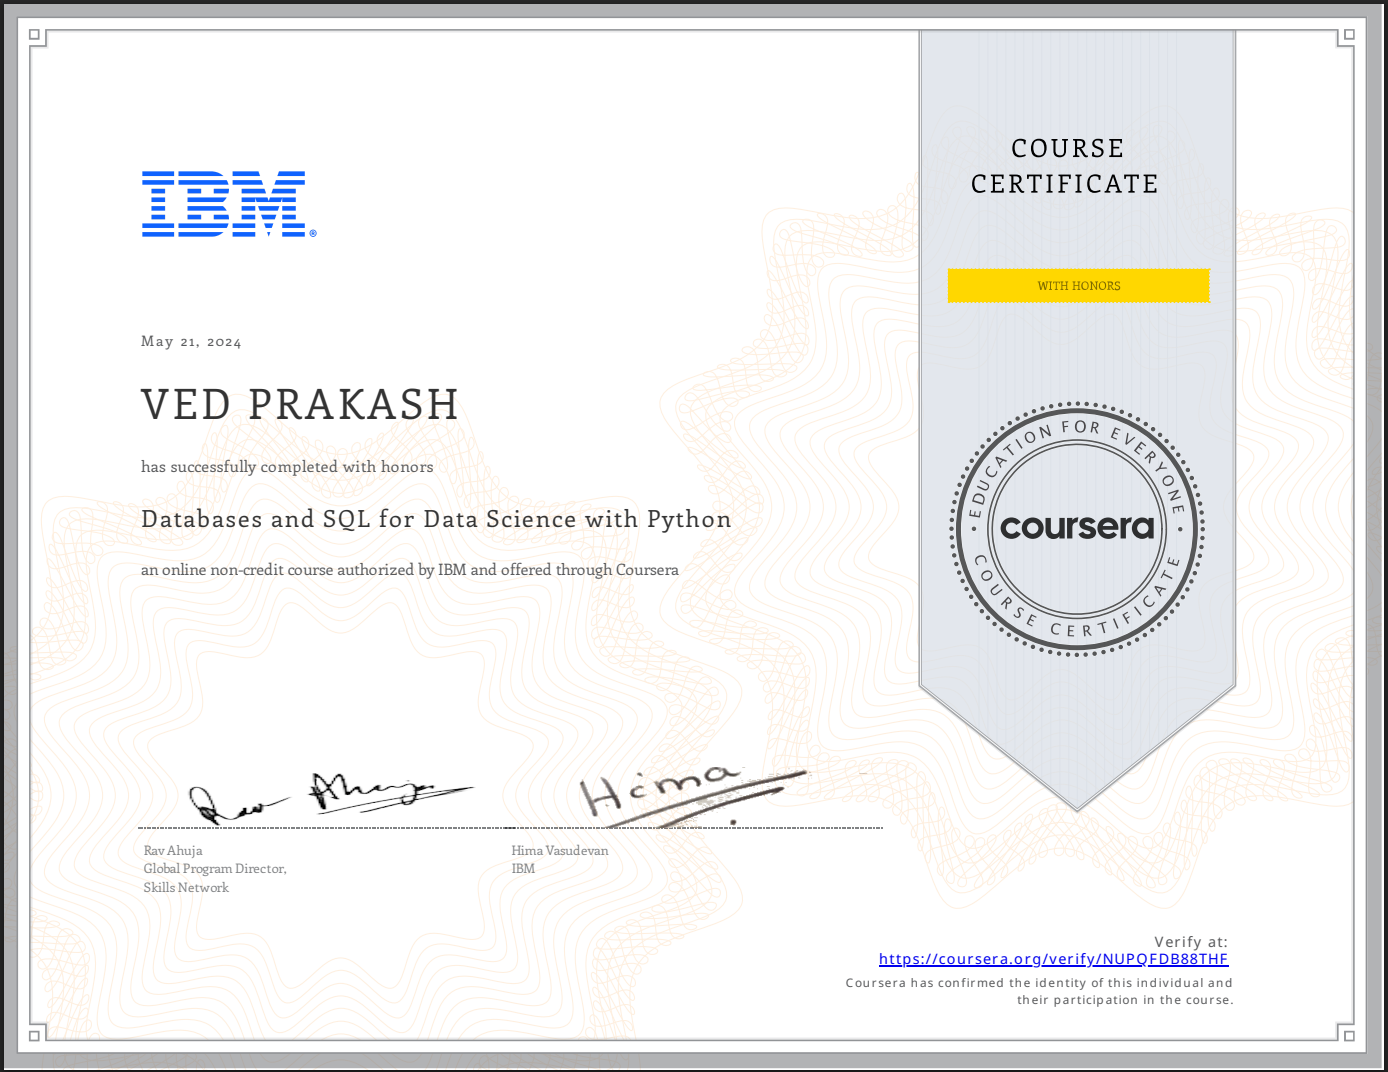 IBM®
COURSE
CERTIFICATE
WITH HONORS
May 21, 2024
VED PRAKASH
has successfully completed with honors
Databases and SQL for Data Science with Python
an online non-credit course authorized by IBM and offered through Coursera
• EDUCATION FOR EVERYONE •
coursera
COURSE CERTIFICATE
Rav Ahuja
Hima
Rav Ahuja
Global Program Director,
Skills Network
Hima Vasudevan
IBM
Verify at:
https://coursera.org/verify/NUPQFDB88THF
Coursera has confirmed the identity of this individual and
their participation in the course.